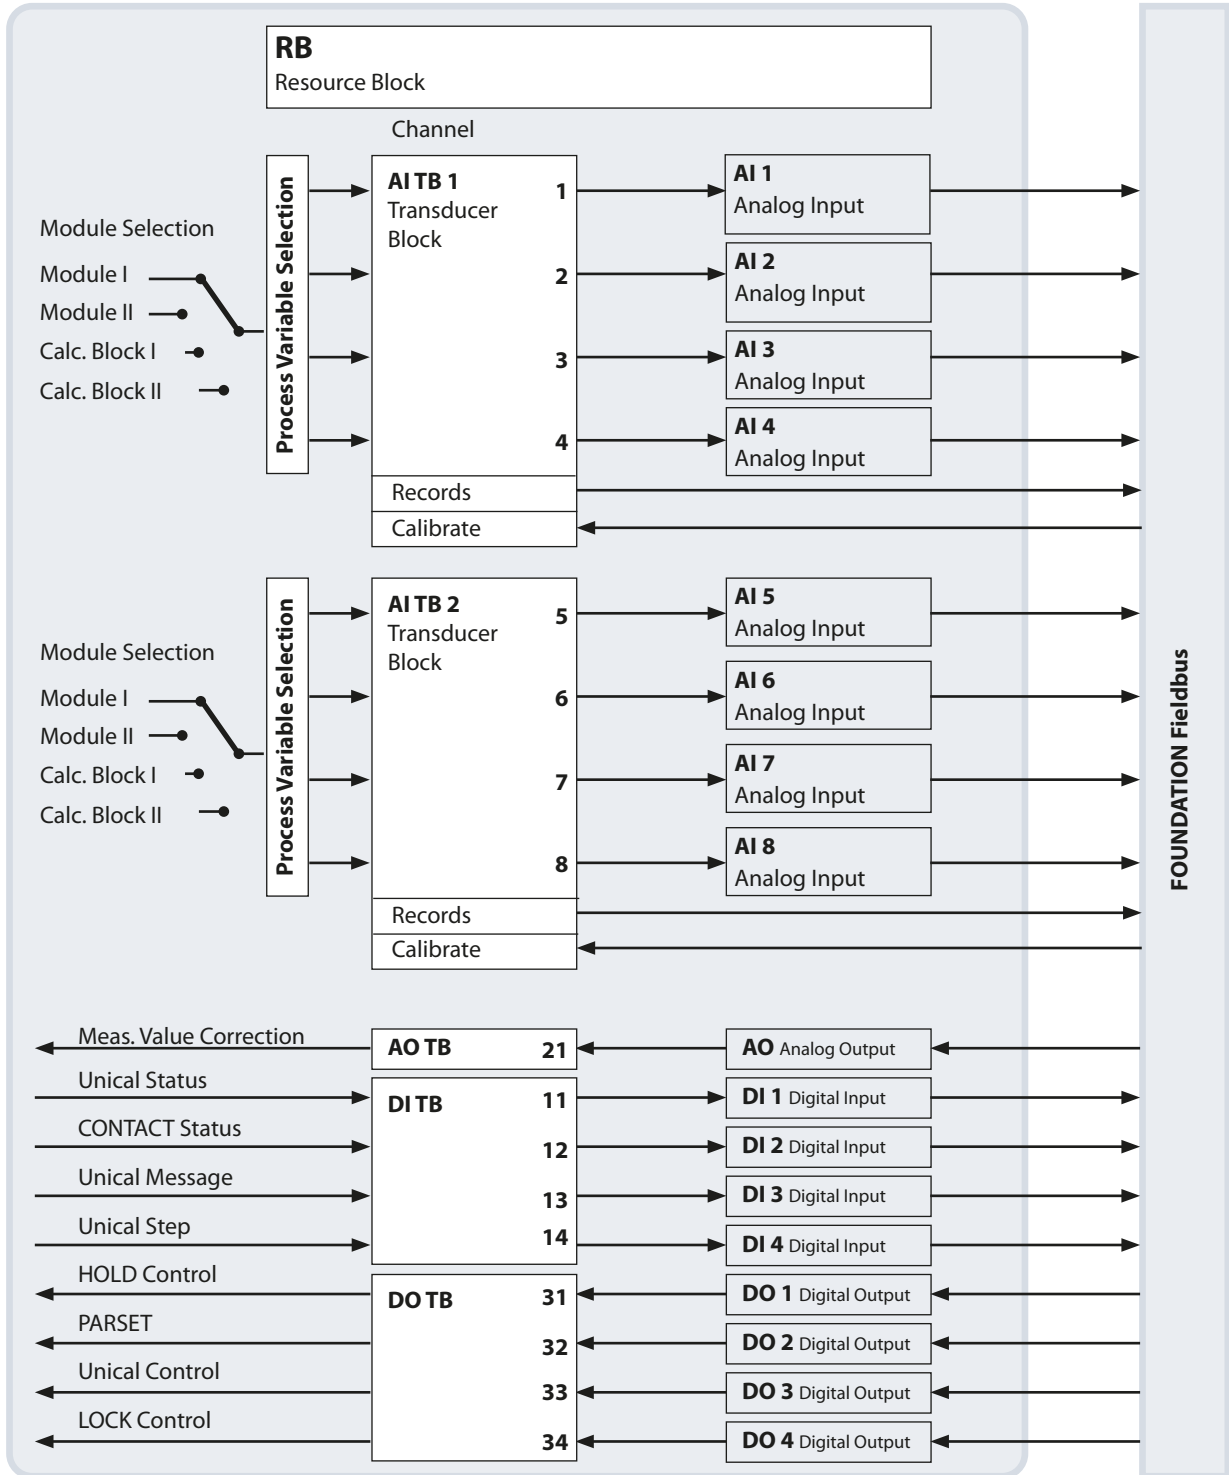 RB
Resource Block
Channel
Process Variable Selection
AI TB 1
Transducer
Block
1
2
3
4
Records
Calibrate
Module Selection
Module I
Module II
Calc. Block I
Calc. Block II
AI 1
Analog Input
AI 2
Analog Input
AI 3
Analog Input
AI 4
Analog Input
Process Variable Selection
AI TB 2
Transducer
Block
5
6
7
8
Records
Calibrate
Module Selection
Module I
Module II
Calc. Block I
Calc. Block II
AI 5
Analog Input
AI 6
Analog Input
AI 7
Analog Input
AI 8
Analog Input
FOUNDATION Fieldbus
Meas. Value Correction
AO TB 21
AO Analog Output
Unical Status
DI TB 11
DI 1 Digital Input
CONTACT Status
12
DI 2 Digital Input
Unical Message
13
DI 3 Digital Input
Unical Step
14
DI 4 Digital Input
HOLD Control
DO TB 31
DO 1 Digital Output
PARSET
32
DO 2 Digital Output
Unical Control
33
DO 3 Digital Output
LOCK Control
34
DO 4 Digital Output